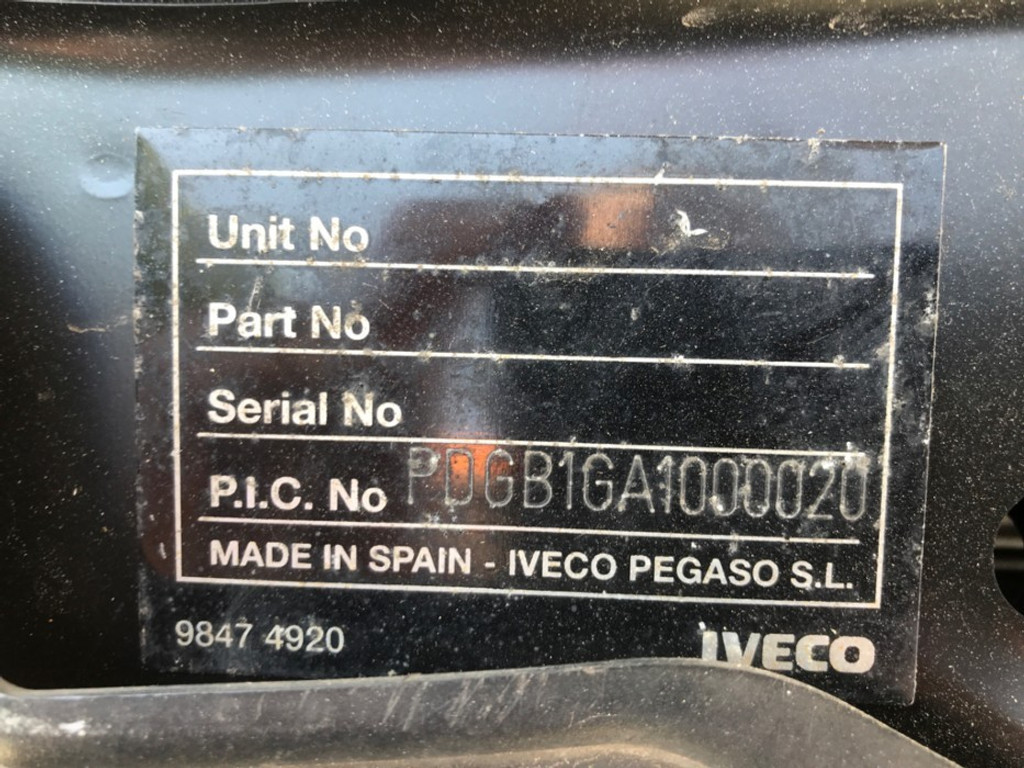 Unit No
Part No
Serial No
P.I.C. No PDGB1GA1000020
MADE IN SPAIN - IVECO PEGASO S.L.
9847 4920
IVECO